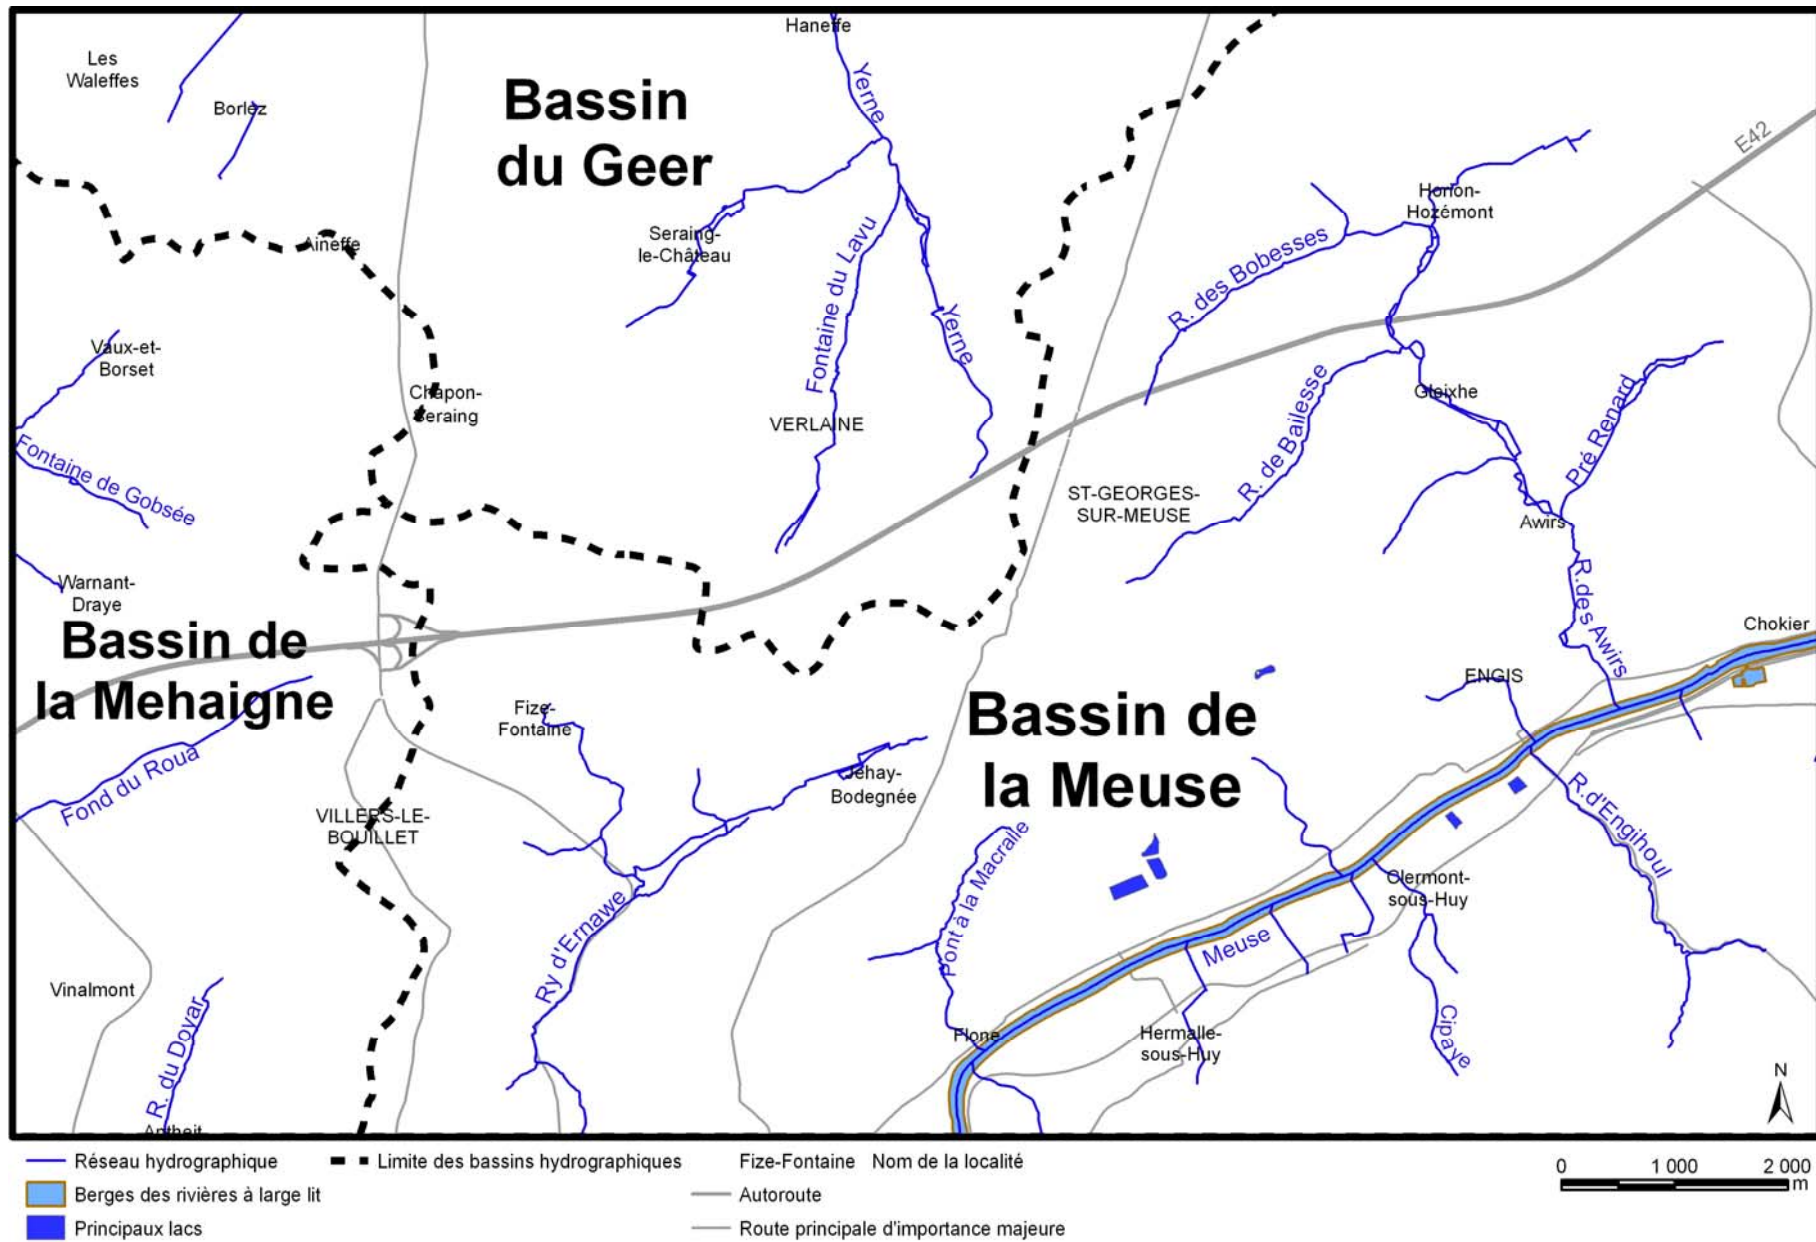 Haneffe
Les
Waleffes
Borlez
Bassin
du Geer
Yerne
E42
Horion-
Hozémont
Seraing-
le-Château
Aineffe
Fontaine du Lavu
R. des Bobesses
Yerne
Vaux-et-
Borset
Chapon-
Seraing
Gleixhe
VERLAINE
R. de Bailesse
Pré Renard
Fontaine de Gobsée
ST-GEORGES-
SUR-MEUSE
Awirs
Warnant-
Draye
R.des Awirs
Chokier
Bassin de
la Mehaigne
ENGIS
Bassin de
la Meuse
Fize-
Fontaine
Fond du Roua
Jehay-
Bodegnée
VILLERS-LE-
BOUILLET
R.d'Engihoul
Pont à la Macralle
Clermont-
sous-Huy
Ry d'Ernawe
Meuse
Vinalmont
R. du Dovar
Flone
Hermalle-
sous-Huy
Cipaye
Antheit
N
Réseau hydrographique
Limite des bassins hydrographiques
Fize-Fontaine Nom de la localité
0 1 000 2 000
m
Berges des rivières à large lit
Autoroute
Principaux lacs
Route principale d'importance majeure